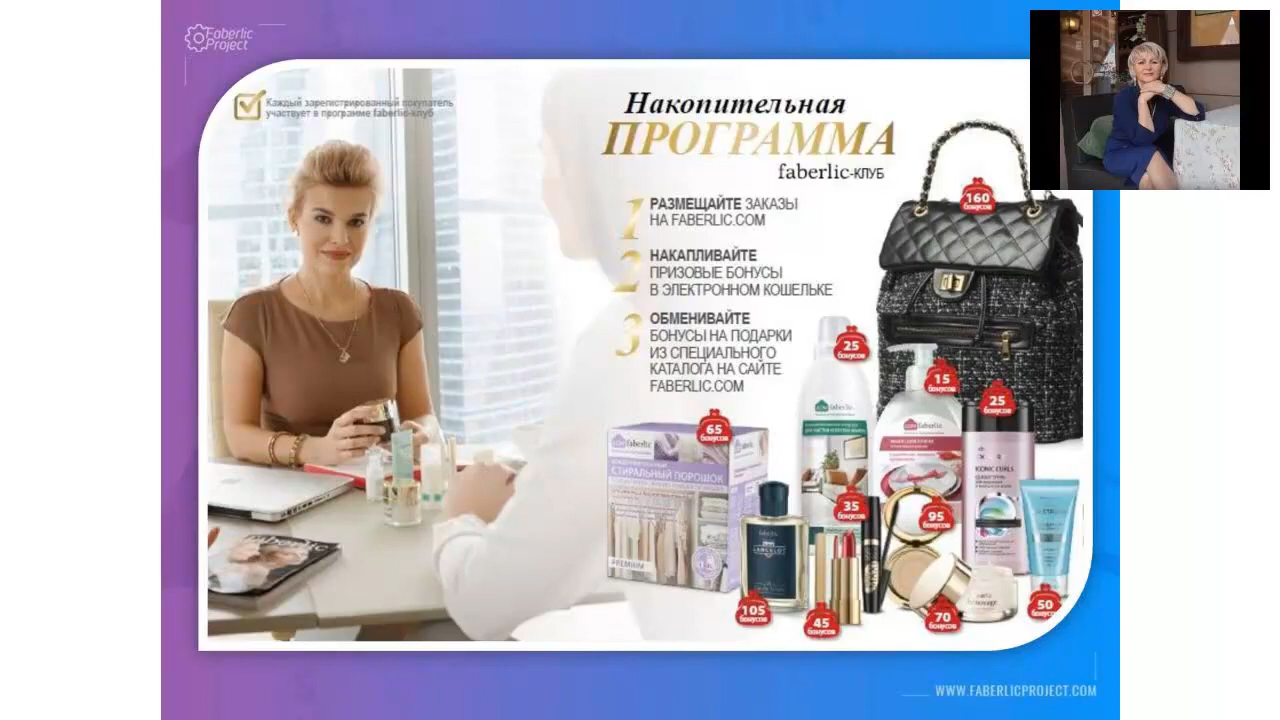 Faberlic
Project
Каждый зарегистрированный покупатель
участвует в программе faberlic-клуб
Накопительная
ПРОГРАММА
faberlic-КЛУБ
1 РАЗМЕЩАЙТЕ ЗАКАЗЫ
НА FABERLIC.COM
2 НАКАПЛИВАЙТЕ
ПРИЗОВЫЕ БОНУСЫ
В ЭЛЕКТРОННОМ КОШЕЛЬКЕ
3 ОБМЕНИВАЙТЕ
БОНУСЫ НА ПОДАРКИ
ИЗ СПЕЦИАЛЬНОГО
КАТАЛОГА НА САЙТЕ
FABERLIC.COM
160
бонусов
25
бонусов
15
бонусов
25
бонусов
65
бонусов
faberlic
СТИРАЛЬНЫЙ ПОРОШОК
PREMIUM
faberlic
faberlic
ICONIC CURLS
35
бонусов
95
бонусов
105
бонусов
45
бонусов
70
бонусов
50
бонусов
WWW.FABERLICPROJECT.COM